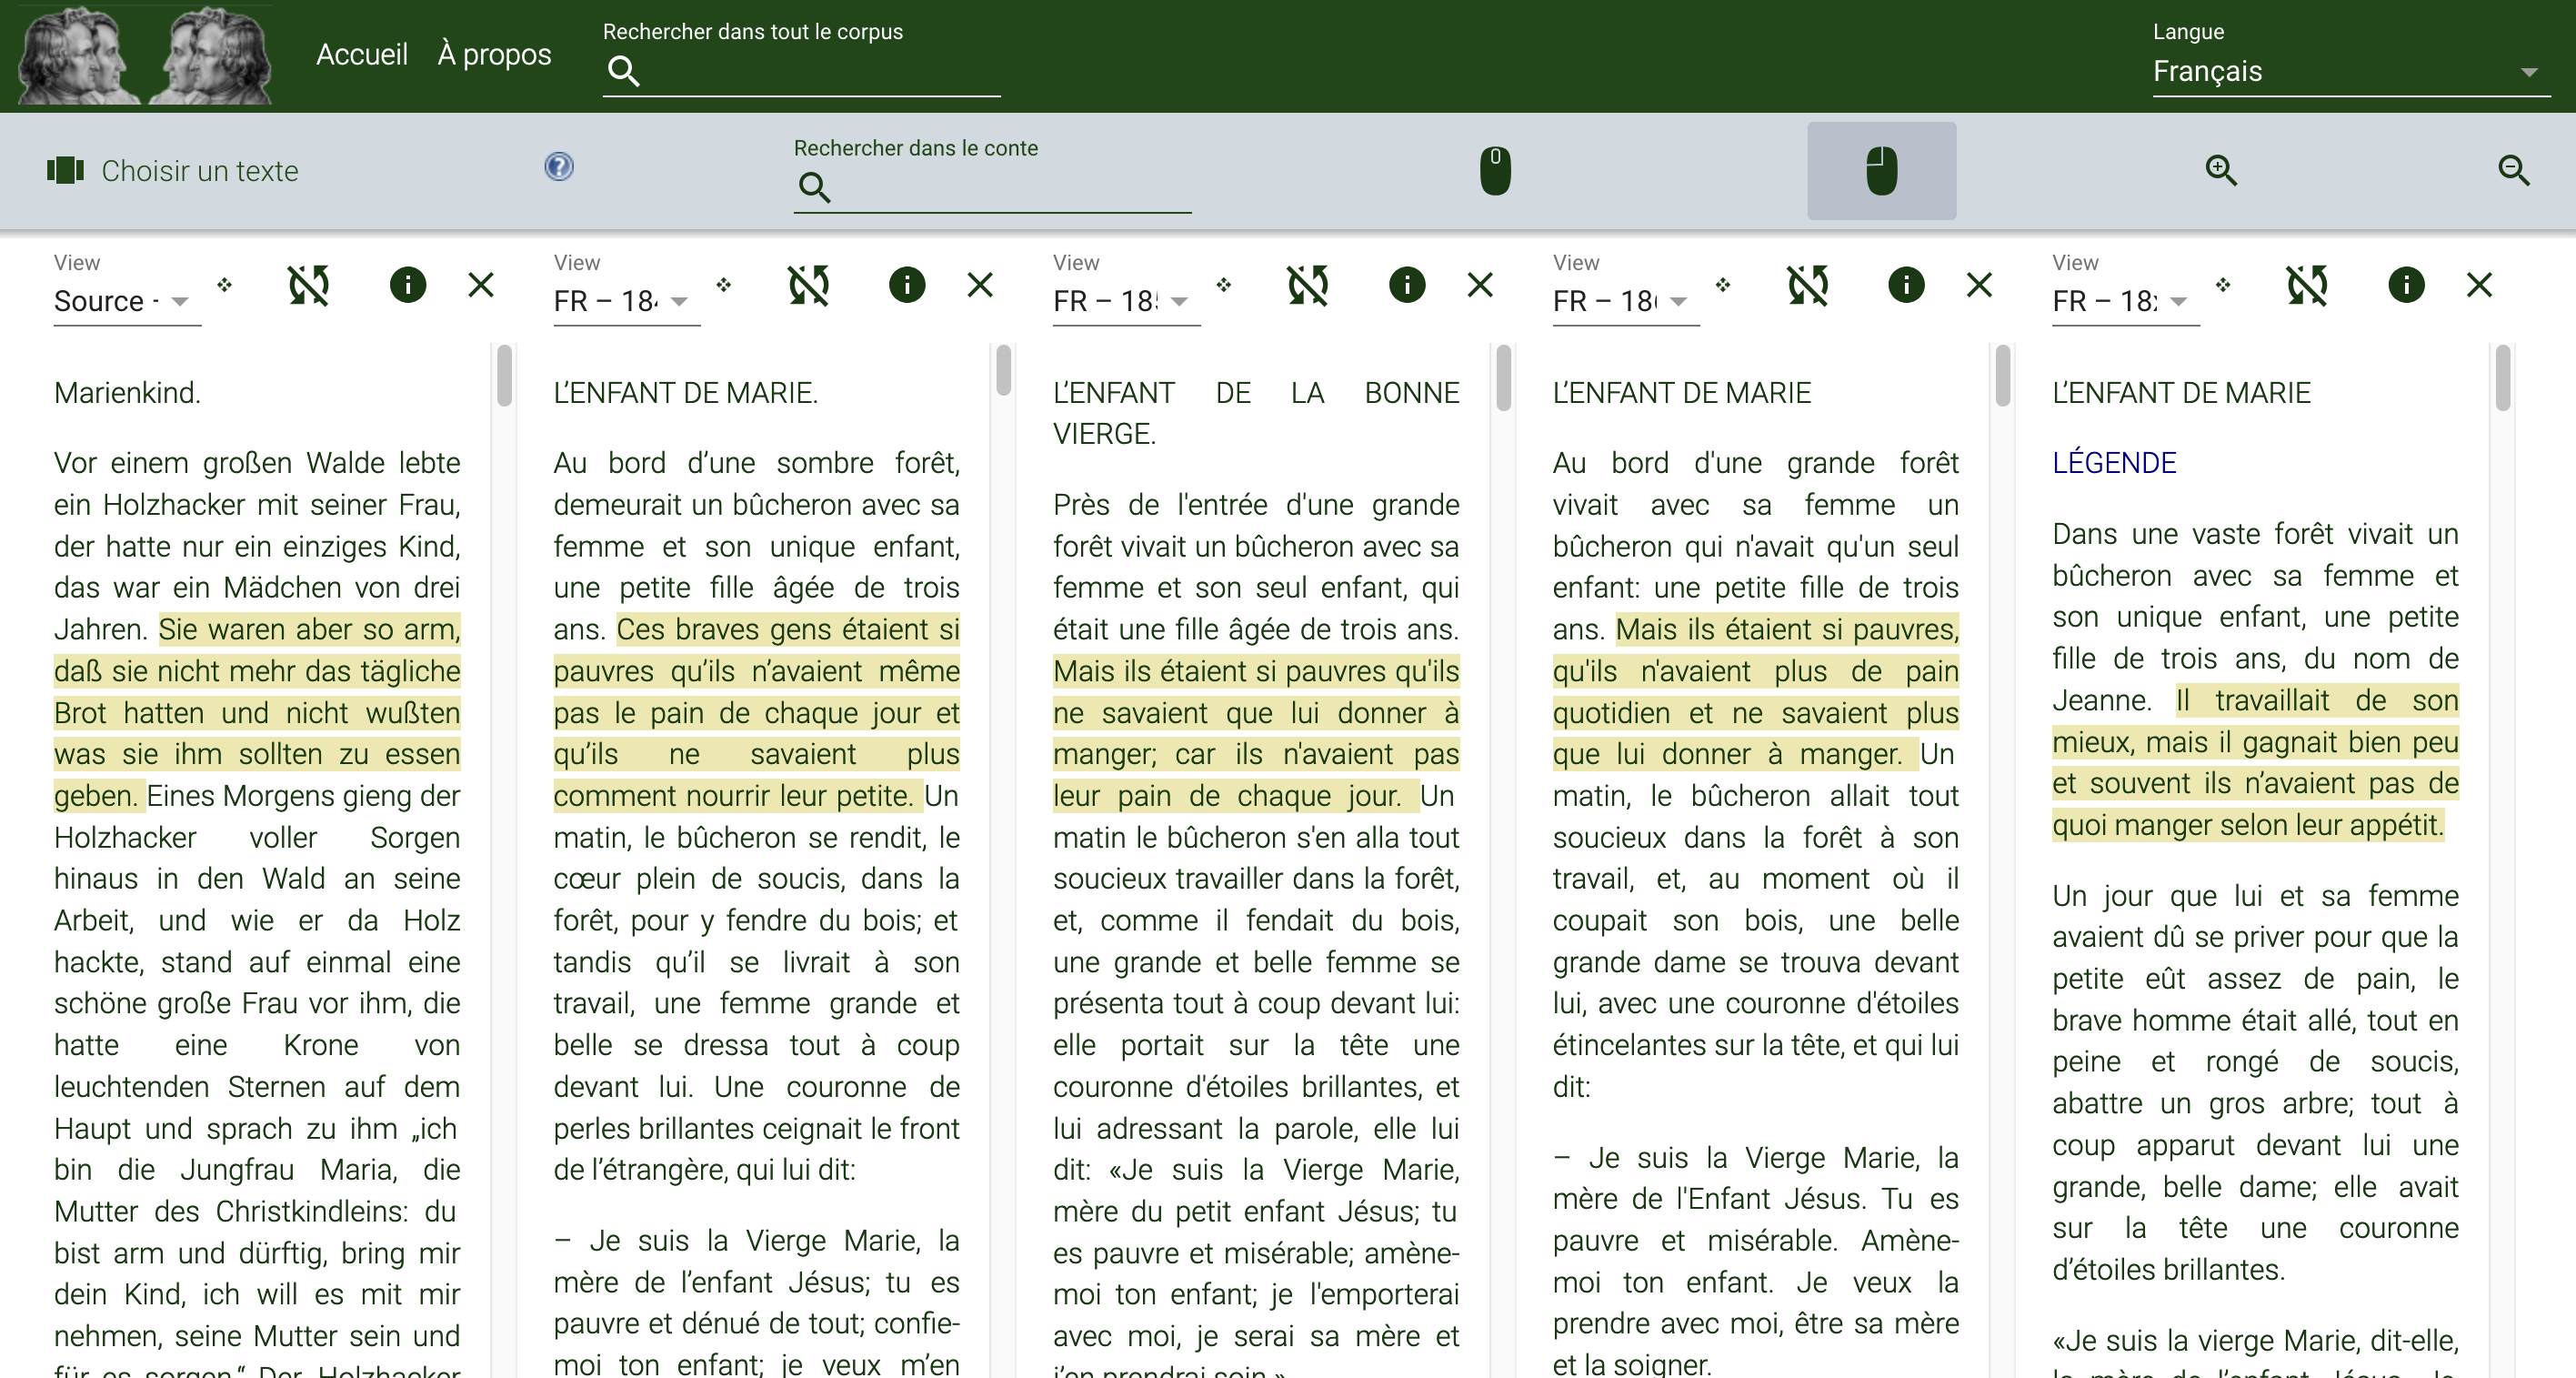 Accueil À propos
Rechercher dans tout le corpus
Langue
Français
Choisir un texte
Rechercher dans le conte
View
Source -
Marienkind.
Vor einem großen Walde lebte
ein Holzhacker mit seiner Frau,
der hatte nur ein einziges Kind,
das war ein Mädchen von drei
Jahren. Sie waren aber so arm,
daß sie nicht mehr das tägliche
Brot hatten und nicht wußten
was sie ihm sollten zu essen
geben. Eines Morgens gieng der
Holzhacker voller Sorgen
hinaus in den Wald an seine
Arbeit, und wie er da Holz
hackte, stand auf einmal eine
schöne große Frau vor ihm, die
hatte eine Krone von
leuchtenden Sternen auf dem
Haupt und sprach zu ihm „ich
bin die Jungfrau Maria, die
Mutter des Christkindleins: du
bist arm und dürftig, bring mir
dein Kind, ich will es mit mir
nehmen, seine Mutter sein und
für es sorgen.“ Der Holzhacker
View
FR – 18
L’ENFANT DE MARIE.
Au bord d’une sombre forêt,
demeurait un bûcheron avec sa
femme et son unique enfant,
une petite fille âgée de trois
ans. Ces braves gens étaient si
pauvres qu’ils n’avaient même
pas le pain de chaque jour et
qu’ils ne savaient plus
comment nourrir leur petite. Un
matin, le bûcheron se rendit, le
cœur plein de soucis, dans la
forêt, pour y fendre du bois; et
tandis qu’il se livrait à son
travail, une femme grande et
belle se dressa tout à coup
devant lui. Une couronne de
perles brillantes ceignait le front
de l’étrangère, qui lui dit:
– Je suis la Vierge Marie, la
mère de l’enfant Jésus; tu es
pauvre et dénué de tout; confie-
moi ton enfant; je veux m’en
View
FR – 18
L’ENFANT DE LA BONNE
VIERGE.
Près de l'entrée d'une grande
forêt vivait un bûcheron avec sa
femme et son seul enfant, qui
était une fille âgée de trois ans.
Mais ils étaient si pauvres qu'ils
ne savaient que lui donner à
manger; car ils n'avaient pas
leur pain de chaque jour. Un
matin le bûcheron s'en alla tout
soucieux travailler dans la forêt,
et, comme il fendait du bois,
une grande et belle femme se
présenta tout à coup devant lui:
elle portait sur la tête une
couronne d'étoiles brillantes, et
lui adressant la parole, elle lui
dit: «Je suis la Vierge Marie,
mère du petit enfant Jésus; tu
es pauvre et misérable; amène-
moi ton enfant; je l'emporterai
avec moi, je serai sa mère et
j'en prendrai soin.»
View
FR – 18
L’ENFANT DE MARIE
Au bord d'une grande forêt
vivait avec sa femme un
bûcheron qui n'avait qu'un seul
enfant: une petite fille de trois
ans. Mais ils étaient si pauvres,
qu'ils n'avaient plus de pain
quotidien et ne savaient plus
que lui donner à manger. Un
matin, le bûcheron allait tout
soucieux dans la forêt à son
travail, et, au moment où il
coupait son bois, une belle
grande dame se trouva devant
lui, avec une couronne d'étoiles
étincelantes sur la tête, et qui lui
dit:
– Je suis la Vierge Marie, la
mère de l'Enfant Jésus. Tu es
pauvre et misérable. Amène-
moi ton enfant. Je veux la
prendre avec moi, être sa mère
et la soigner.
View
FR – 18
L’ENFANT DE MARIE
LÉGENDE
Dans une vaste forêt vivait un
bûcheron avec sa femme et
son unique enfant, une petite
fille de trois ans, du nom de
Jeanne. Il travaillait de son
mieux, mais il gagnait bien peu
et souvent ils n’avaient pas de
quoi manger selon leur appétit.
Un jour que lui et sa femme
avaient dû se priver pour que la
petite eût assez de pain, le
brave homme était allé, tout en
peine et rongé de soucis,
abattre un gros arbre; tout à
coup apparut devant lui une
grande, belle dame; elle avait
sur la tête une couronne
d’étoiles brillantes.
«Je suis la vierge Marie, dit-elle,
la mère de l’enfant Jésus. Je